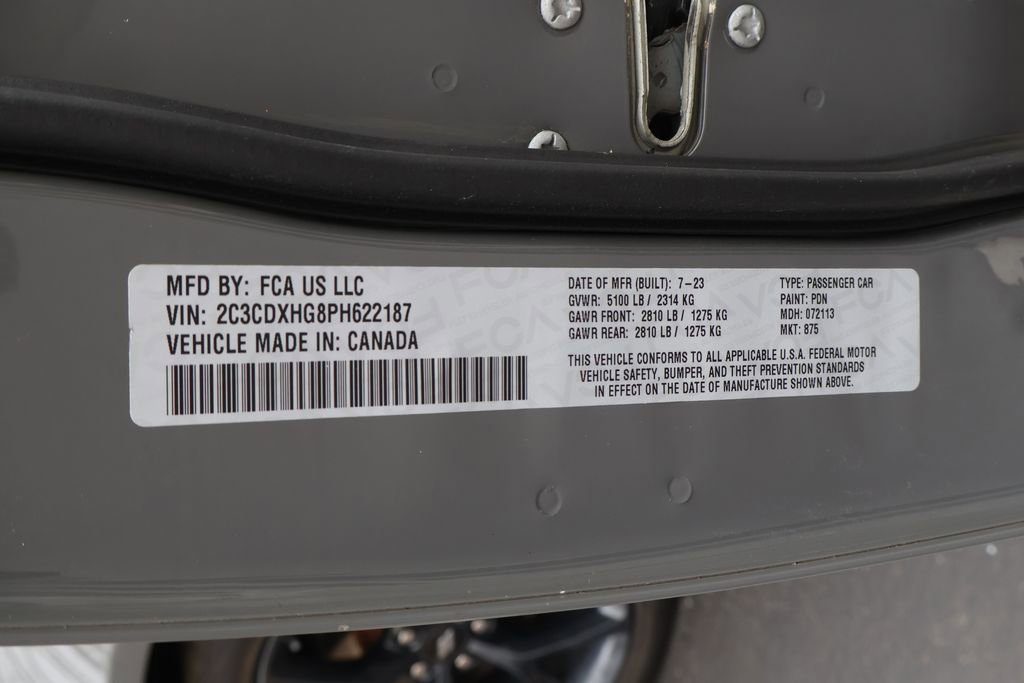 MFD BY: FCA US LLC
VIN: 2C3CDXHG8PH622187
VEHICLE MADE IN: CANADA
DATE OF MFR (BUILT): 7-23
GVWR: 5100 LB / 2314 KG
GAWR FRONT: 2810 LB / 1275 KG
GAWR REAR: 2810 LB / 1275 KG
TYPE: PASSENGER CAR
PAINT: PDN
MDH: 072113
MKT: 875
THIS VEHICLE CONFORMS TO ALL APPLICABLE U.S.A. FEDERAL MOTOR
VEHICLE SAFETY, BUMPER, AND THEFT PREVENTION STANDARDS
IN EFFECT ON THE DATE OF MANUFACTURE SHOWN ABOVE.